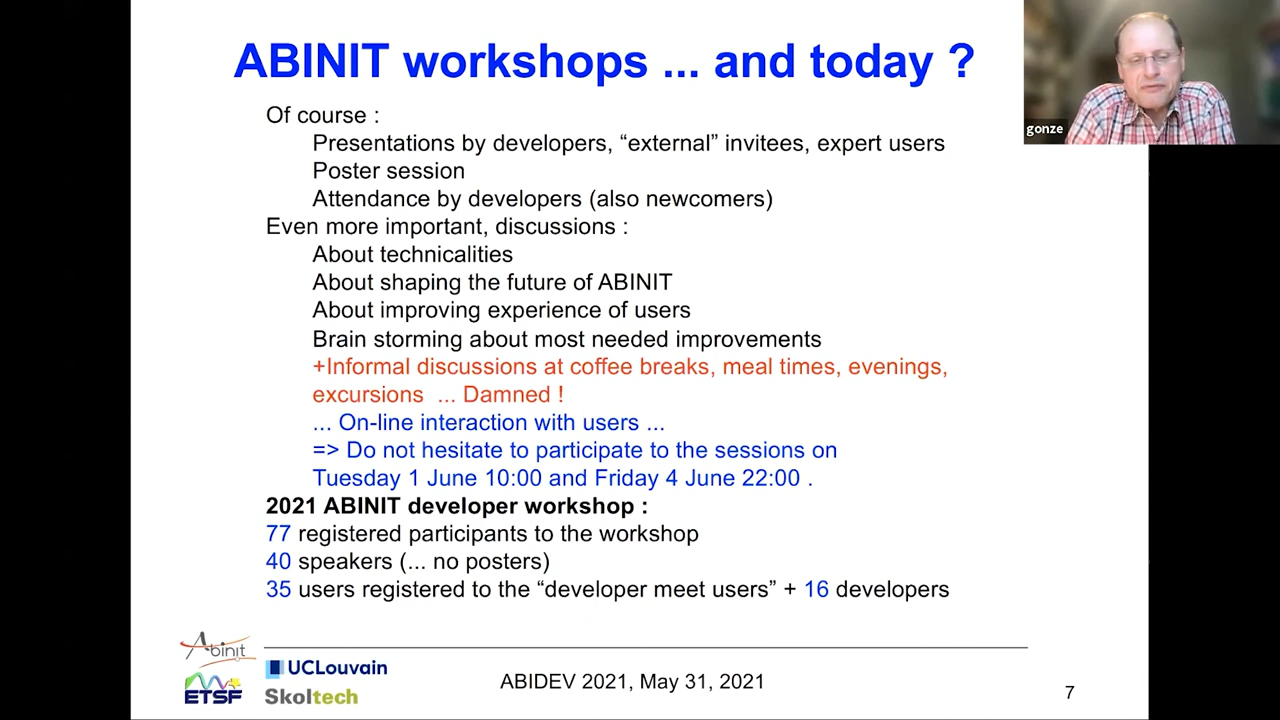 ABINIT workshops ... and today ?
gonze
Of course :
Presentations by developers, “external” invitees, expert users
Poster session
Attendance by developers (also newcomers)
Even more important, discussions :
About technicalities
About shaping the future of ABINIT
About improving experience of users
Brain storming about most needed improvements
+Informal discussions at coffee breaks, meal times, evenings,
excursions ... Damned !
... On-line interaction with users ...
=> Do not hesitate to participate to the sessions on
Tuesday 1 June 10:00 and Friday 4 June 22:00 .
2021 ABINIT developer workshop :
77 registered participants to the workshop
40 speakers (... no posters)
35 users registered to the “developer meet users” + 16 developers
Abinit
UCLouvain
ETSF
Skoltech
ABIDEV 2021, May 31, 2021
7